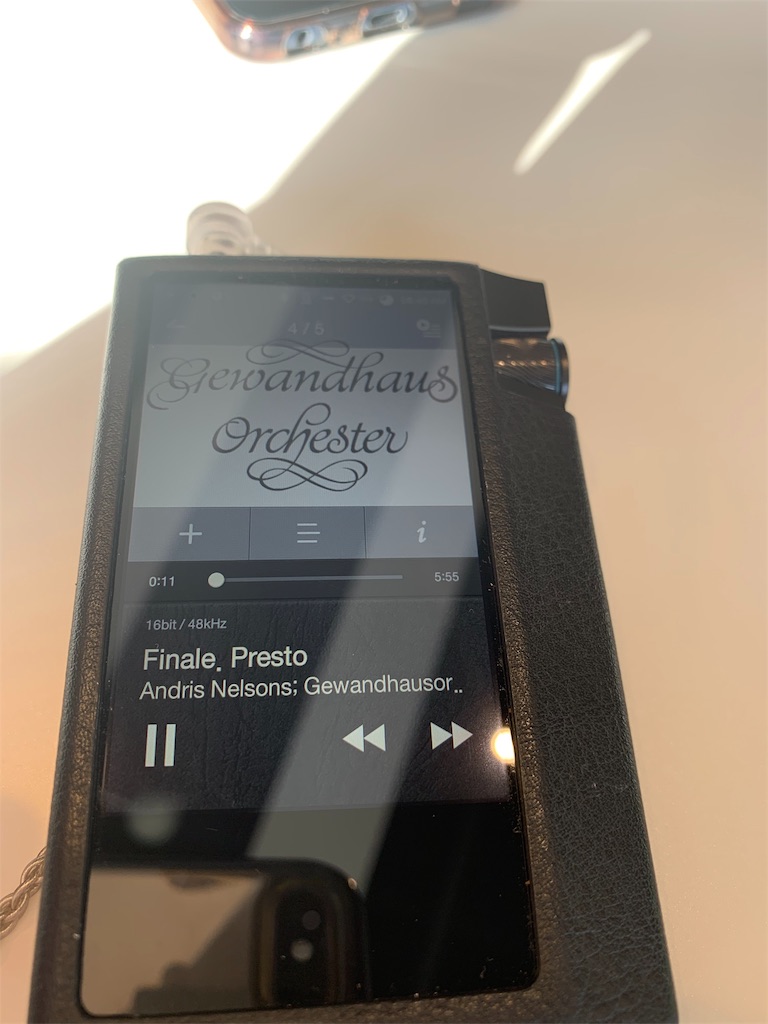 4 / 5
Gewandhaus
Orchester
+ ☰ i
0:11 5:55
16bit / 48kHz
Finale. Presto
Andris Nelsons; Gewandhausor..